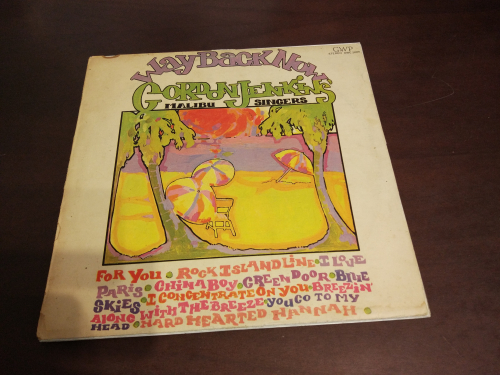 Way Back Now
GWP
Gordon Jenkins
MALIBU SINGERS
FOR YOU • ROCK ISLAND LINE • I LOVE
PARIS • CHINA BOY • GREEN DOOR • BLUE
SKIES • I CONCENTRATE ON YOU • BREEZIN'
ALONG WITH THE BREEZE • YOU GO TO MY
HEAD • HARD HEARTED HANNAH •